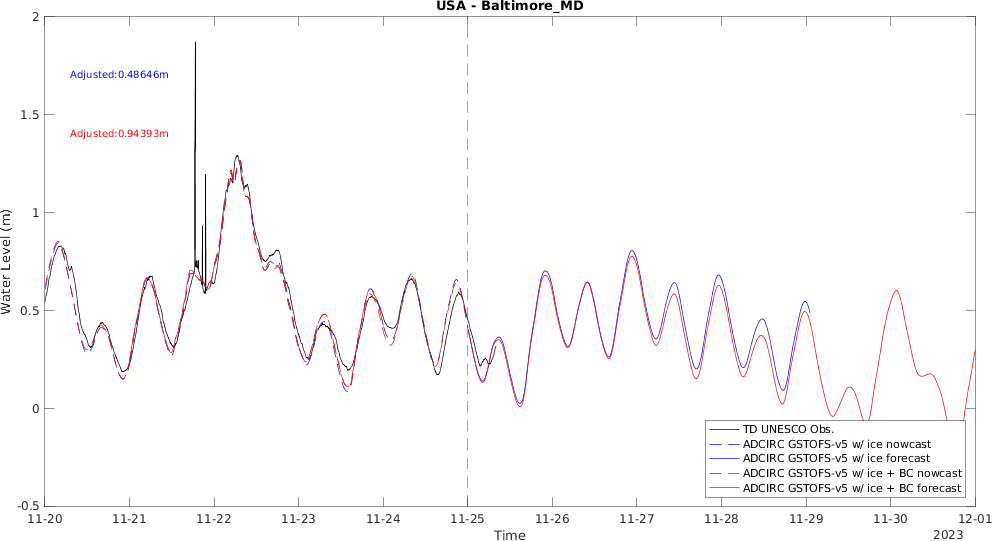 USA - Baltimore_MD
Adjusted:0.48646m
Adjusted:0.94393m
Water Level (m)
2
1.5
1
0.5
0
-0.5
TD UNESCO Obs.
ADCIRC GSTOFS-v5 w/ ice nowcast
ADCIRC GSTOFS-v5 w/ ice forecast
ADCIRC GSTOFS-v5 w/ ice + BC nowcast
ADCIRC GSTOFS-v5 w/ ice + BC forecast
11-20 11-21 11-22 11-23 11-24 11-25 11-26 11-27 11-28 11-29 11-30 12-01
Time
2023